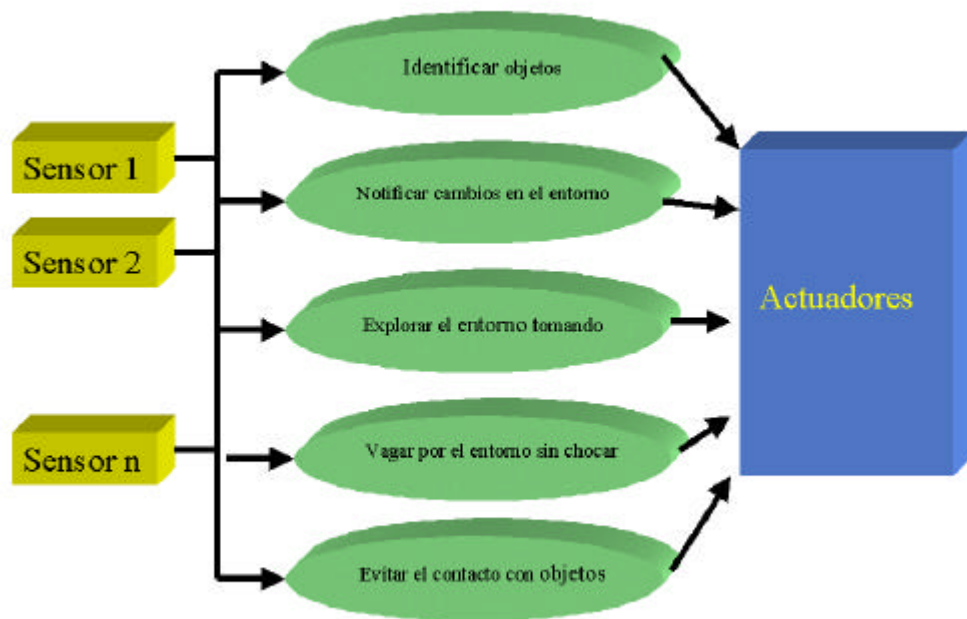 Identificar objetos
Sensor 1
Notificar cambios en el entorno
Sensor 2
Explorar el entorno tomando
Actuadores
Sensor n
Vagar por el entorno sin chocar
Evitar el contacto con objetos